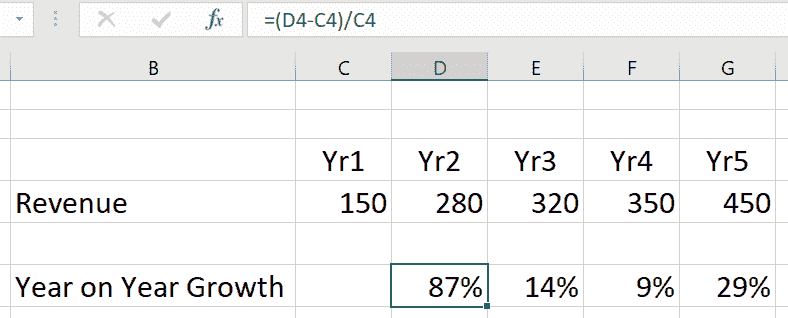 fx =(D4-C4)/C4
B C D E F G
Yr1 Yr2 Yr3 Yr4 Yr5
Revenue 150 280 320 350 450
Year on Year Growth 87% 14% 9% 29%